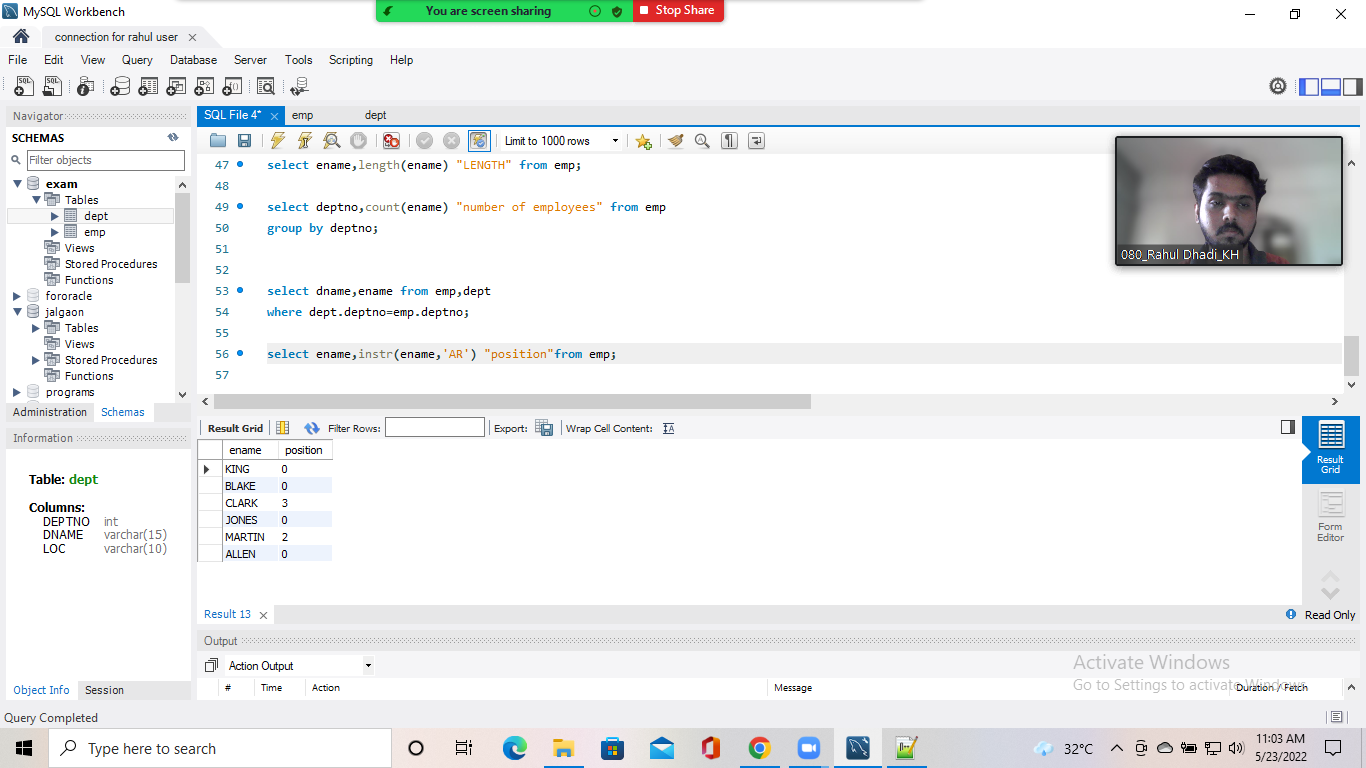 MySQL Workbench
You are screen sharing
Stop Share
connection for rahul user
File Edit View Query Database Server Tools Scripting Help
Navigator
SCHEMAS
Filter objects
exam
Tables
dept
emp
Views
Stored Procedures
Functions
fororacle
jalgaon
Tables
Views
Stored Procedures
Functions
programs
Administration Schemas
Information
Table: dept
Columns:
DEPTNO int
DNAME varchar(15)
LOC varchar(10)
Object Info Session
Query Completed
SQL File 4* emp dept
Limit to 1000 rows
47 select ename,length(ename) "LENGTH" from emp;
48
49 select deptno,count(ename) "number of employees" from emp
50 group by deptno;
51
52
53 select dname,ename from emp,dept
54 where dept.deptno=emp.deptno;
55
56 select ename,instr(ename,'AR') "position"from emp;
57
080_Rahul Dhadi_KH
Result Grid Filter Rows: Export: Wrap Cell Content:
ename position
KING 0
BLAKE 0
CLARK 3
JONES 0
MARTIN 2
ALLEN 0
Result Grid
Form Editor
Result 13
Read Only
Output
Action Output
# Time Action Message Duration / Fetch
Activate Windows
Go to Settings to activate Windows.
Type here to search
32°C
11:03 AM
5/23/2022